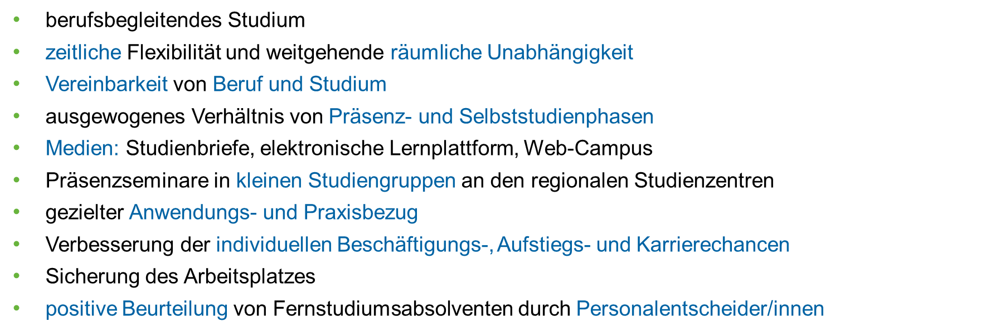 • berufsbegleitendes Studium
• zeitliche Flexibilität und weitgehende räumliche Unabhängigkeit
• Vereinbarkeit von Beruf und Studium
• ausgewogenes Verhältnis von Präsenz- und Selbststudienphasen
• Medien: Studienbriefe, elektronische Lernplattform, Web-Campus
• Präsenzseminare in kleinen Studiengruppen an den regionalen Studienzentren
• gezielter Anwendungs- und Praxisbezug
• Verbesserung der individuellen Beschäftigungs-, Aufstiegs- und Karrierechancen
• Sicherung des Arbeitsplatzes
• positive Beurteilung von Fernstudiumsabsolventen durch Personalentscheider/innen